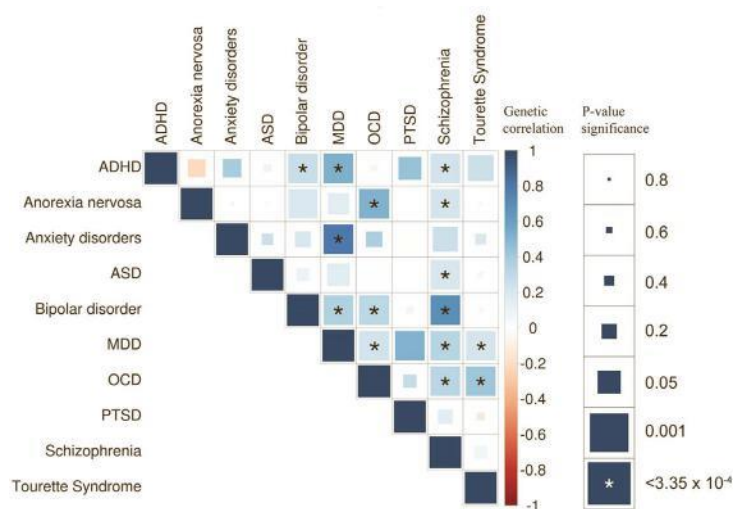 ADHD
Anorexia nervosa
Anxiety disorders
ASD
Bipolar disorder
MDD
OCD
PTSD
Schizophrenia
Tourette Syndrome
Genetic
correlation
P-value
significance
ADHD
* * *
Anorexia nervosa
* *
Anxiety disorders
*
ASD
*
Bipolar disorder
* * *
MDD
* * *
OCD
* *
PTSD
Schizophrenia
Tourette Syndrome
1
0.8
0.6
0.4
0.2
0
-0.2
-0.4
-0.6
-0.8
-1
0.8
0.6
0.4
0.2
0.05
0.001
* <3.35 x 10⁻⁴